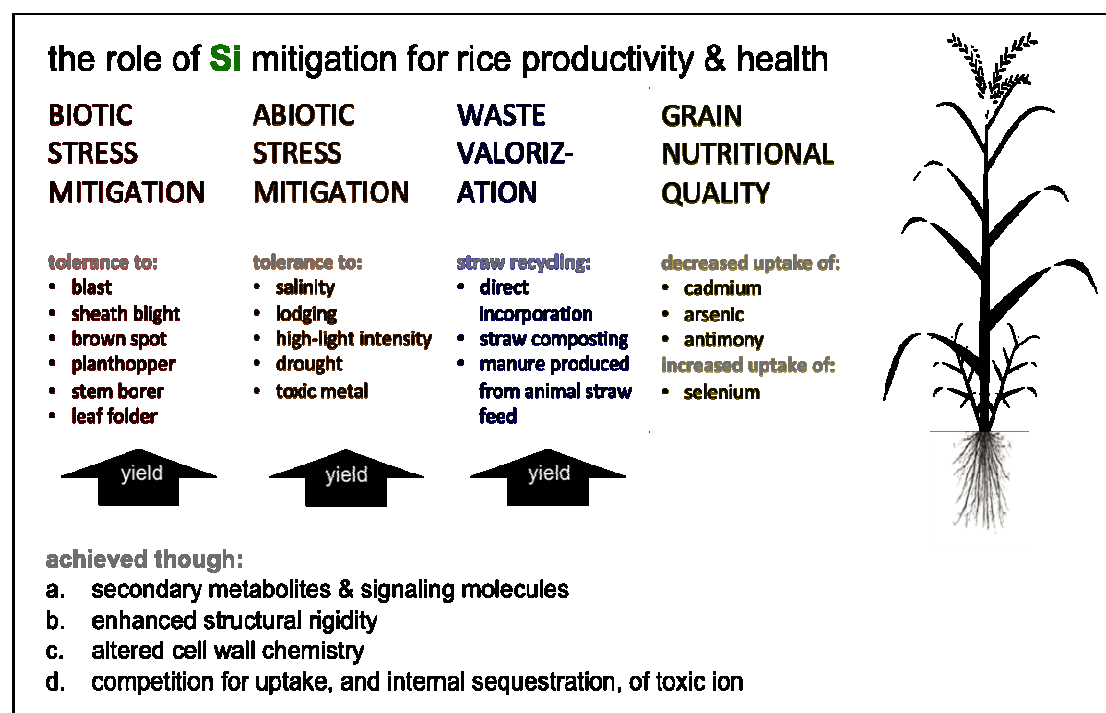 the role of Si mitigation for rice productivity & health
BIOTIC
STRESS
MITIGATION
tolerance to:
• blast
• sheath blight
• brown spot
• planthopper
• stem borer
• leaf folder
yield
ABIOTIC
STRESS
MITIGATION
tolerance to:
• salinity
• lodging
• high-light intensity
• drought
• toxic metal
yield
WASTE
VALORIZ-
ATION
straw recycling:
• direct
incorporation
• straw composting
• manure produced
from animal straw
feed
yield
GRAIN
NUTRITIONAL
QUALITY
decreased uptake of:
• cadmium
• arsenic
• antimony
increased uptake of:
• selenium
achieved though:
a. secondary metabolites & signaling molecules
b. enhanced structural rigidity
c. altered cell wall chemistry
d. competition for uptake, and internal sequestration, of toxic ion